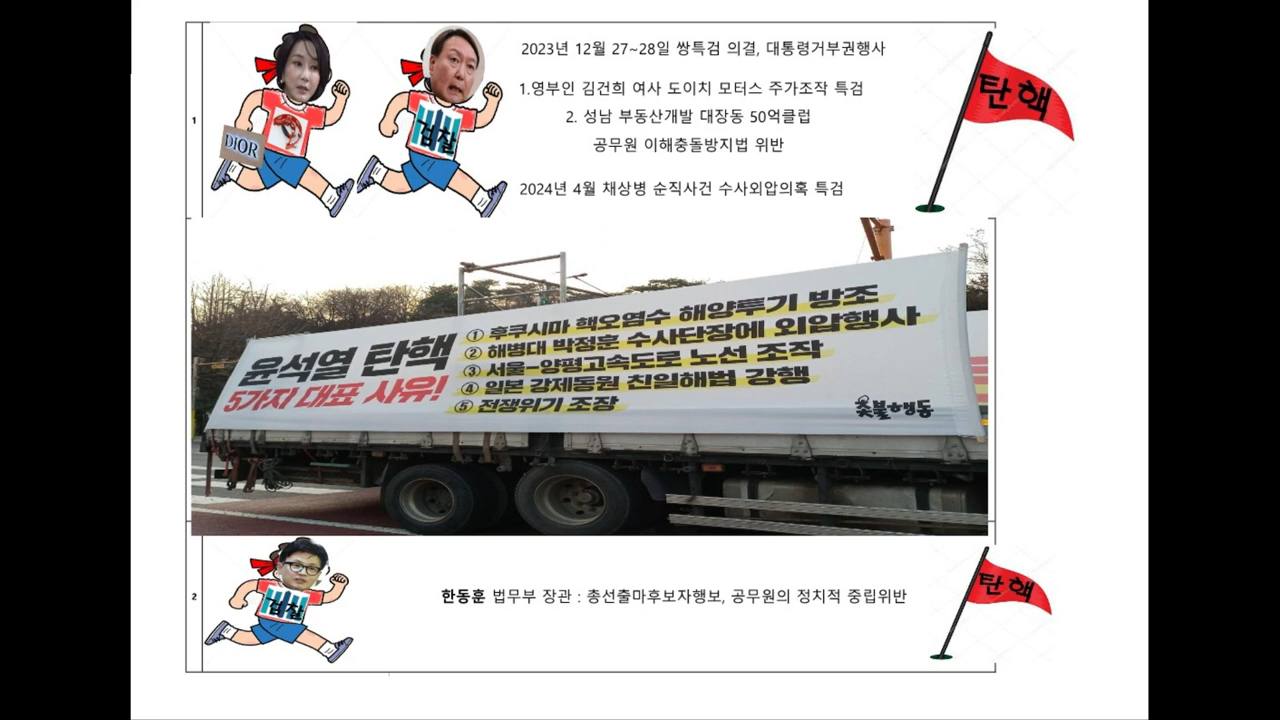 1
DIOR
검찰
2023년 12월 27~28일 쌍특검 의결, 대통령거부권행사
1.영부인 김건희 여사 도이치 모터스 주가조작 특검
2. 성남 부동산개발 대장동 50억클럽
공무원 이해충돌방지법 위반
2024년 4월 채상병 순직사건 수사외압의혹 특검
탄핵
윤석열 탄핵
5가지 대표 사유!
① 후쿠시마 핵오염수 해양투기 방조
② 해병대 박정훈 수사단장에 외압행사
③ 서울-양평고속도로 노선 조작
④ 일본 강제동원 친일해법 강행
⑤ 전쟁위기 조장
촛불행동
2
검찰
한동훈 법무부 장관 : 총선출마후보자행보, 공무원의 정치적 중립위반
탄핵